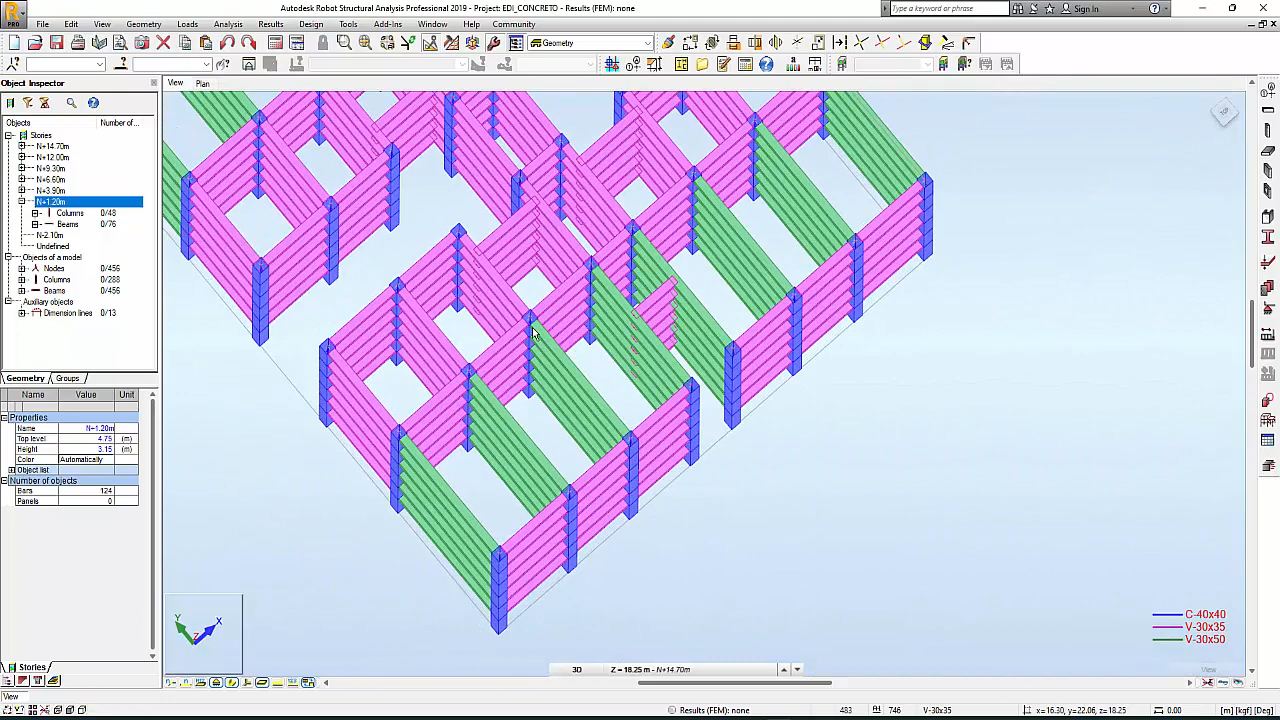 Autodesk Robot Structural Analysis Professional 2019 - Project: EDI_CONCRETO - Results (FEM): none
Type a keyword or phrase
Sign In
PRO
File Edit View Geometry Loads Analysis Results Design Tools Add-Ins Window Help Community
Geometry
Object Inspector
View Plan
Objects Number of...
Stories
N+14.70m
N+12.00m
N+9.30m
N+6.60m
N+3.90m
N+1.20m
Columns 0/48
Beams 0/76
N-2.10m
Undefined
Objects of a model
Nodes 0/456
Columns 0/288
Beams 0/456
Auxiliary objects
Dimension lines 0/13
Geometry Groups
Name Value Unit
Properties
Name N+1.20m
Top level 4.75 (m)
Height 3.15 (m)
Color Automatically
Object list
Number of objects
Bars 124
Panels 0
Y X
Z
C-40x40
V-30x35
V-30x50
3D Z = 18.25 m - N+14.70m
View
Stories
View
Results (FEM): none 483 746 V-30x35 x=16.30, y=22.06, z=18.25 0.00 [m] [kgf] [Deg]